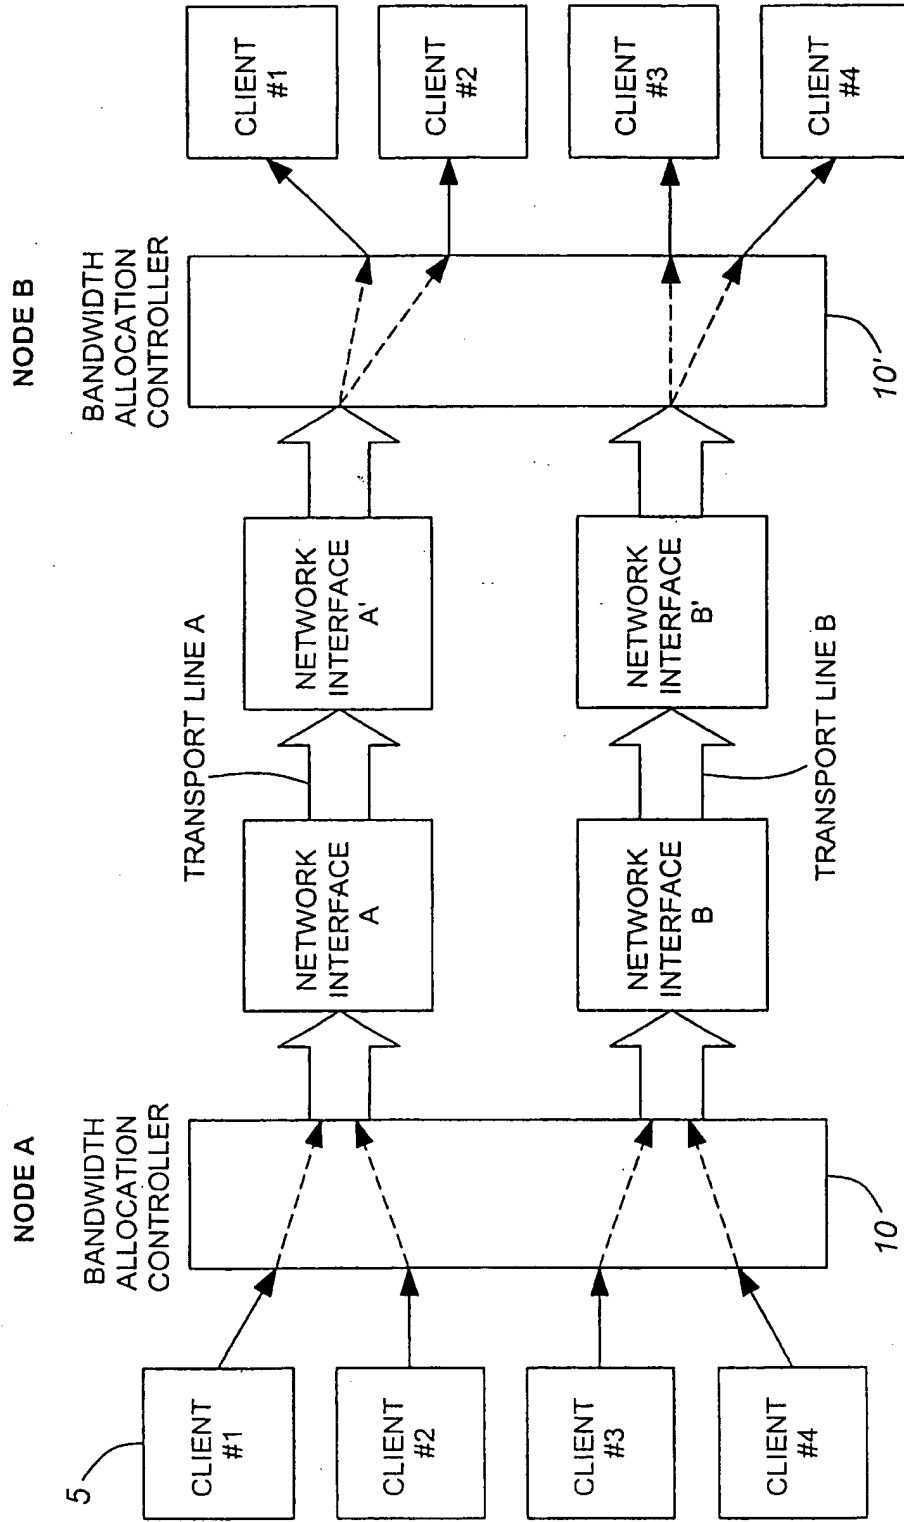 NODE A
NODE B
BANDWIDTH
ALLOCATION
CONTROLLER
BANDWIDTH
ALLOCATION
CONTROLLER
5
CLIENT
#1
CLIENT
#2
CLIENT
#3
CLIENT
#4
10
TRANSPORT LINE A
NETWORK
INTERFACE
A
NETWORK
INTERFACE
A'
NETWORK
INTERFACE
B
NETWORK
INTERFACE
B'
TRANSPORT LINE B
10'
CLIENT
#1
CLIENT
#2
CLIENT
#3
CLIENT
#4